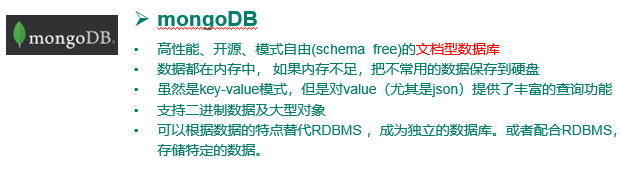 mongoDB.
➢ mongoDB
• 高性能、开源、模式自由(schema free)的文档型数据库
• 数据都在内存中， 如果内存不足，把不常用的数据保存到硬盘
• 虽然是key-value模式，但是对value（尤其是json）提供了丰富的查询功能
• 支持二进制数据及大型对象
• 可以根据数据的特点替代RDBMS ，成为独立的数据库。或者配合RDBMS，
存储特定的数据。